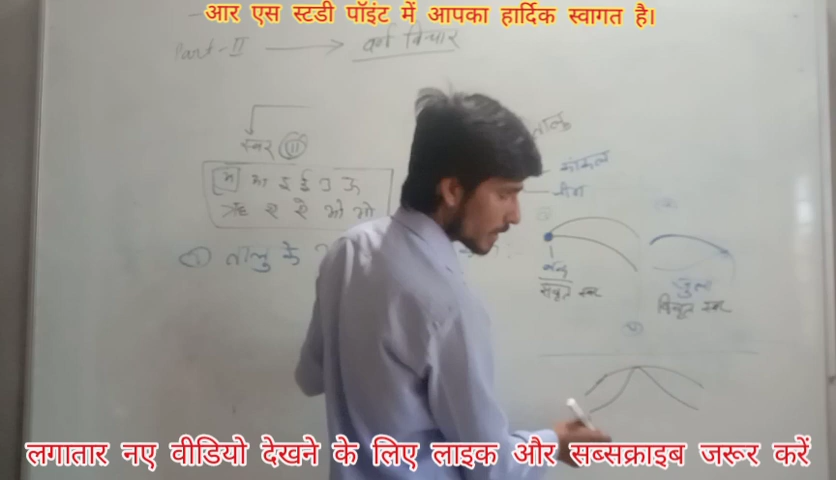 आर एस स्टडी पॉइंट में आपका हार्दिक स्वागत है।
Part-II → वर्ण विचार
स्वर 11
अ आ इ ई उ ऊ
ऋ ए ऐ ओ औ
तालु
तालु के
संवृत स्वर
खुला
विवृत स्वर
लगातार नए वीडियो देखने के लिए लाइक और सब्सक्राइब जरूर करें